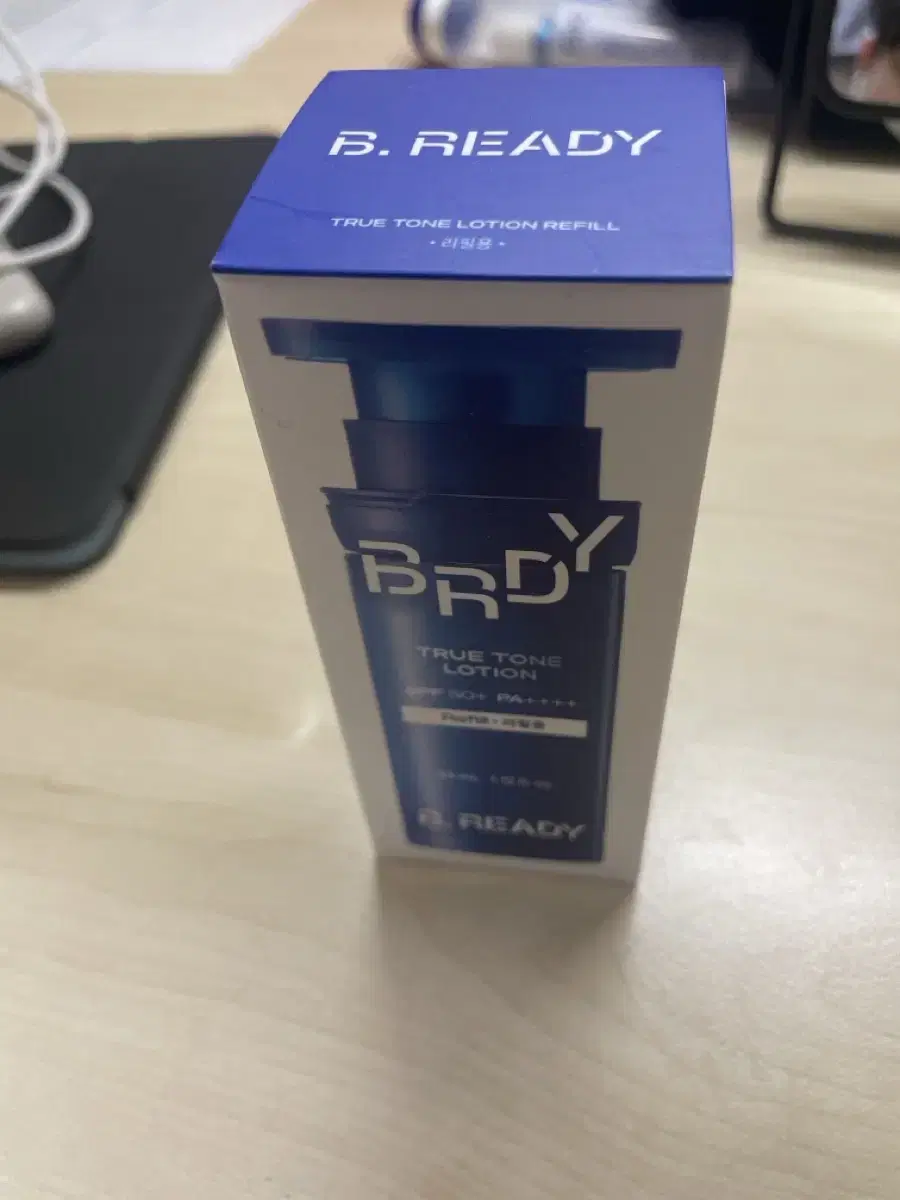 B. READY
TRUE TONE LOTION REFILL
• 리필용 •
BRDY
TRUE TONE
LOTION
SPF 50+ PA++++
Refill • 리필용
B. READY